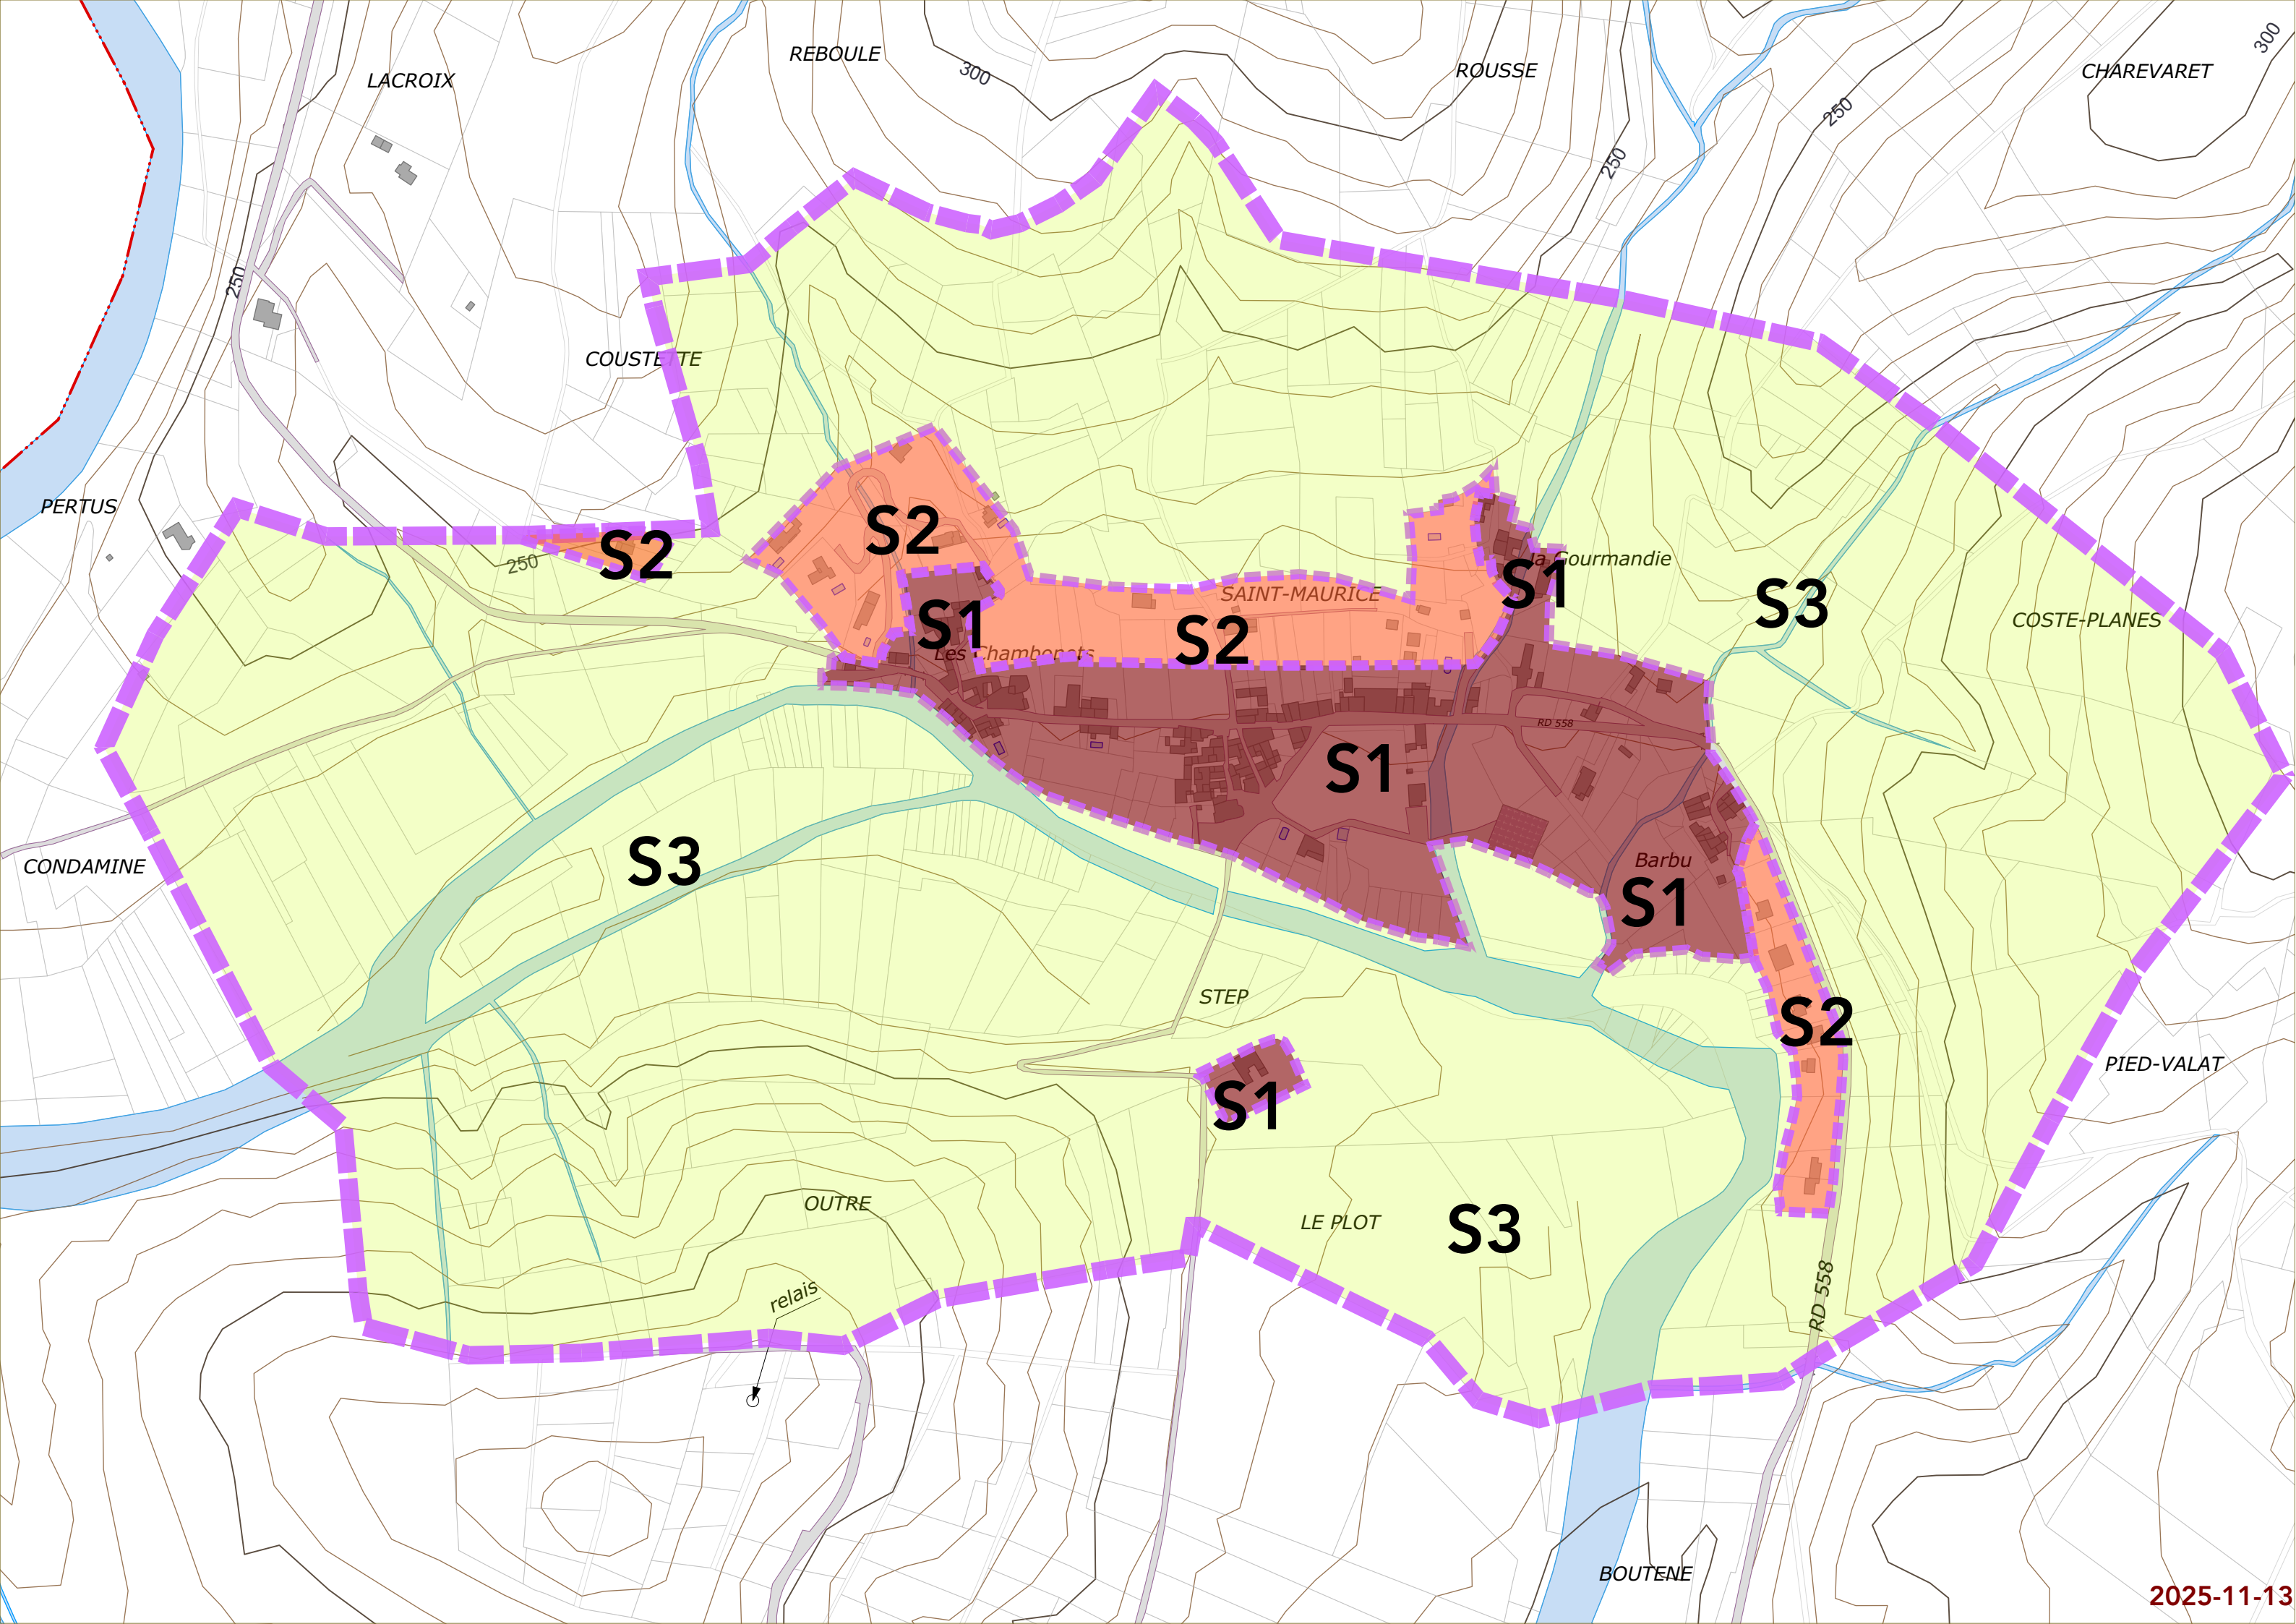 REBOULE
300
ROUSSE
300
CHAREVARET
LACROIX
250
250
250
COUSTETTE
PERTUS
S2
S2
250
la Gourmandie
S1
SAINT-MAURICE
S3
COSTE-PLANES
S1
S2
Les Chambonets
RD 558
S1
S3
CONDAMINE
Barbu
S1
STEP
S2
PIED-VALAT
S1
OUTRE
LE PLOT
S3
relais
RD 558
BOUTENE
2025-11-13